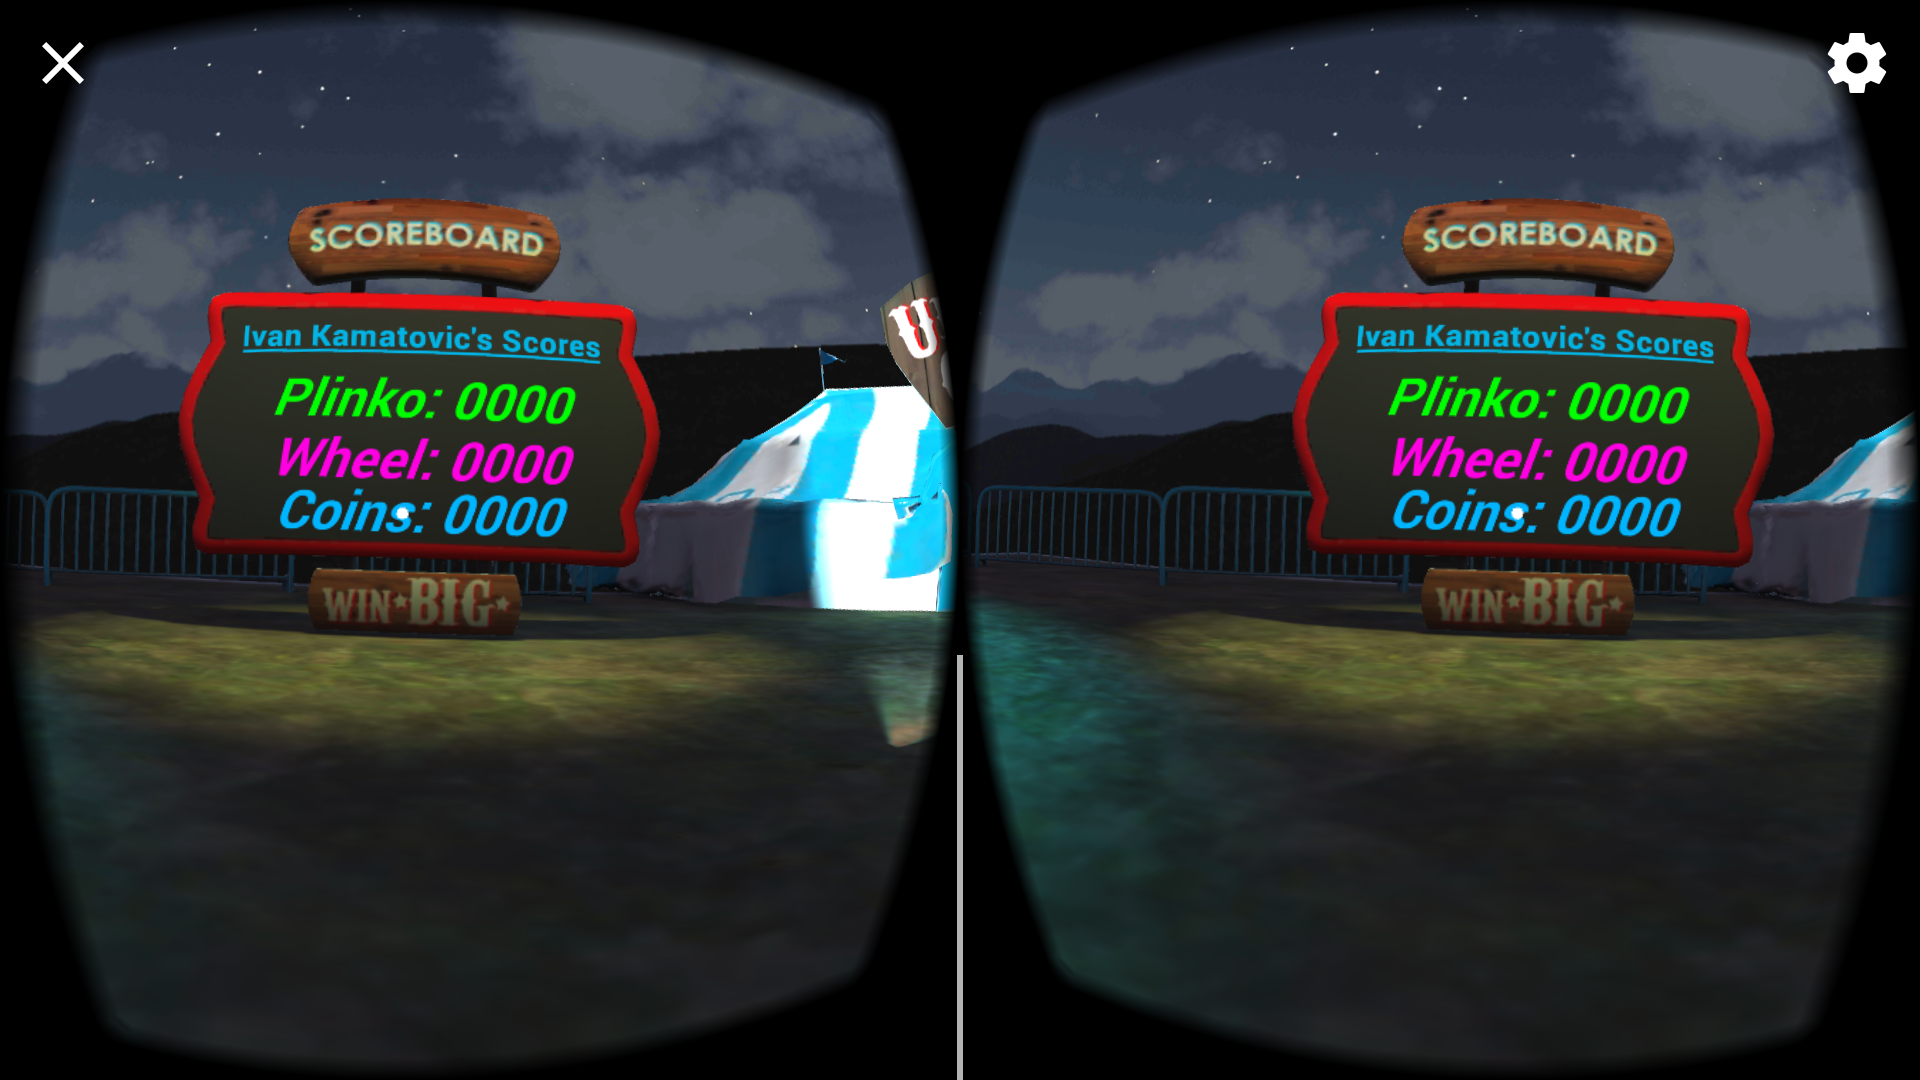 SCOREBOARD
Ivan Kamatovic's Scores
Plinko: 0000
Wheel: 0000
Coins: 0000
WIN★BIG★
U
SCOREBOARD
Ivan Kamatovic's Scores
Plinko: 0000
Wheel: 0000
Coins: 0000
WIN★BIG★